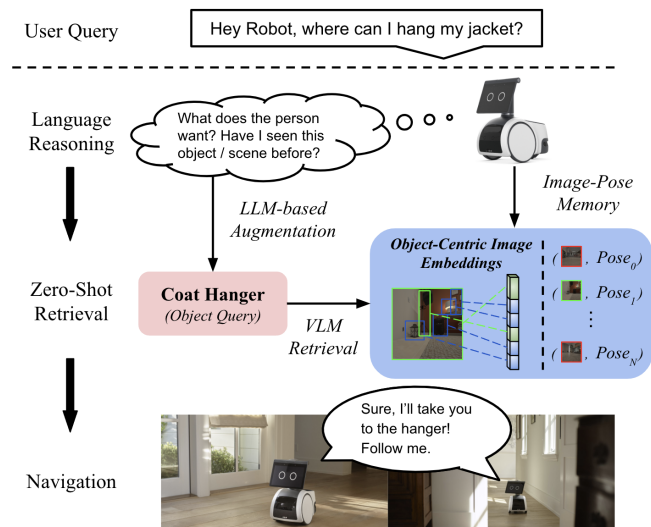 User Query
Hey Robot, where can I hang my jacket?
Language
Reasoning
What does the person
want? Have I seen this
object / scene before?
LLM-based
Augmentation
Image-Pose
Memory
Zero-Shot
Retrieval
Coat Hanger
(Object Query)
VLM
Retrieval
Object-Centric Image
Embeddings
( , Pose0 )
( , Pose1 )
⋮
( , PoseN )
Navigation
Sure, I'll take you
to the hanger!
Follow me.